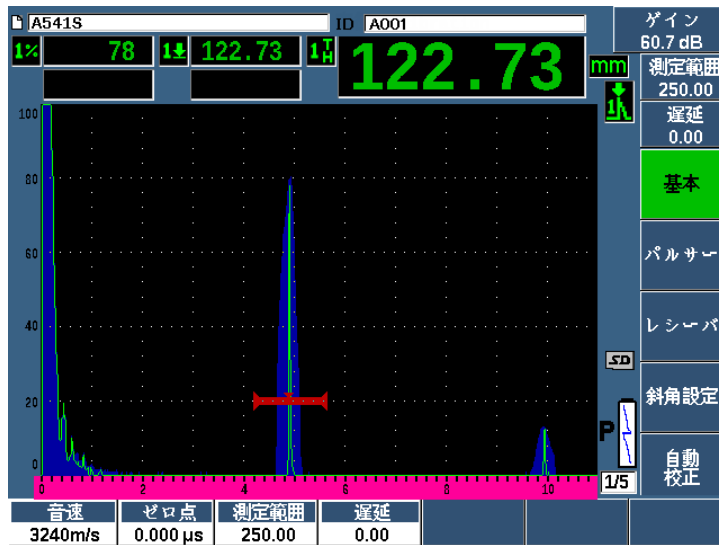 A541S ID A001
1% 78 1 122.73 1TH 122.73 mm
1
ゲイン
60.7 dB
測定範囲
250.00
遅延
0.00
基本
パルサー
レシーバ
斜角設定
自動
校正
100
80
60
40
20
0
0 2 4 6 8 10
SD
P
1/5
音速 ゼロ点 測定範囲 遅延
3240m/s 0.000 μs 250.00 0.00